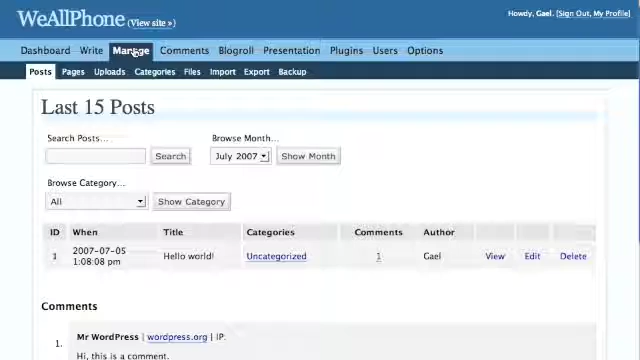 WeAllPhone (View site »)
Howdy, Gael. [Sign Out, My Profile]
Dashboard Write Manage Comments Blogroll Presentation Plugins Users Options
Posts Pages Uploads Categories Files Import Export Backup
Last 15 Posts
Search Posts... Browse Month...
Search July 2007 Show Month
Browse Category...
All Show Category
ID When Title Categories Comments Author
1 2007-07-05 Hello world! Uncategorized 1 Gael View Edit Delete
1:08:08 pm
Comments
1. Mr WordPress | wordpress.org | IP:
Hi, this is a comment.